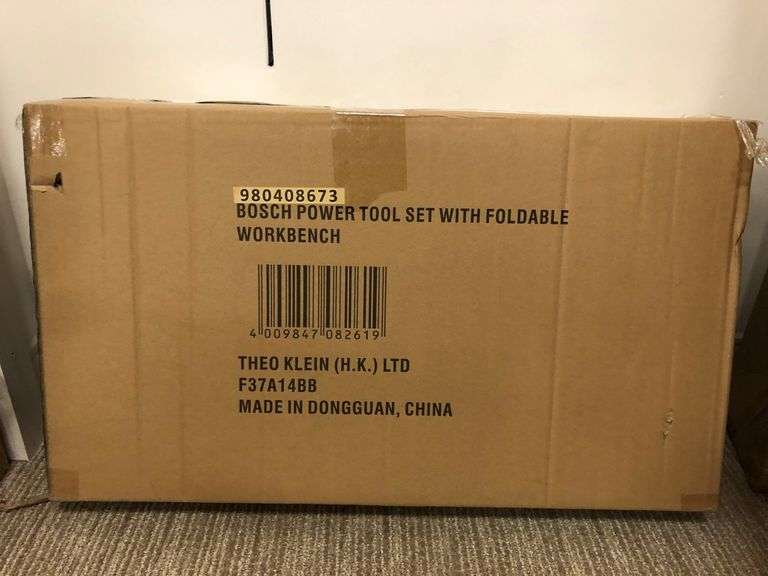 980408673
BOSCH POWER TOOL SET WITH FOLDABLE
WORKBENCH
4 009847 082619
THEO KLEIN (H.K.) LTD
F37A14BB
MADE IN DONGGUAN, CHINA